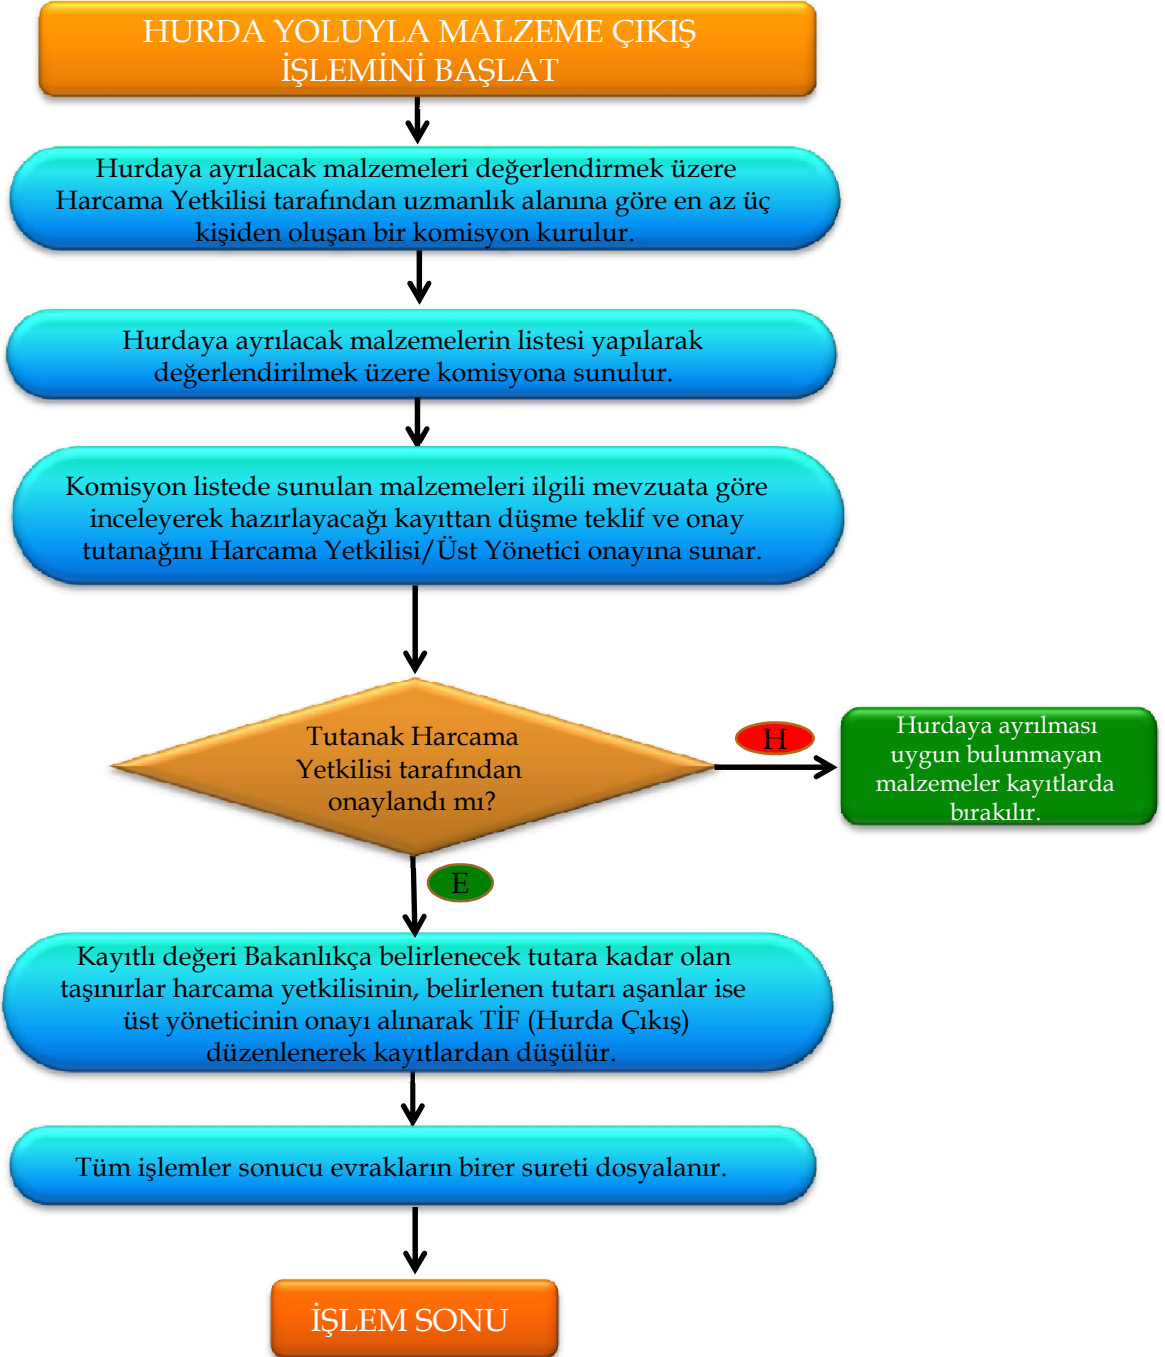 HURDA YOLUYLA MALZEME ÇIKIŞ
İŞLEMİNİ BAŞLAT
Hurdaya ayrılacak malzemeleri değerlendirmek üzere
Harcama Yetkilisi tarafından uzmanlık alanına göre en az üç
kişiden oluşan bir komisyon kurulur.
Hurdaya ayrılacak malzemelerin listesi yapılarak
değerlendirilmek üzere komisyona sunulur.
Komisyon listede sunulan malzemeleri ilgili mevzuata göre
inceleyerek hazırlayacağı kayıttan düşme teklif ve onay
tutanağını Harcama Yetkilisi/Üst Yönetici onayına sunar.
Tutanak Harcama
Yetkilisi tarafından
onaylandı mı?
H
Hurdaya ayrılması
uygun bulunmayan
malzemeler kayıtlarda
bırakılır.
E
Kayıtlı değeri Bakanlıkça belirlenecek tutara kadar olan
taşınırlar harcama yetkilisinin, belirlenen tutarı aşanlar ise
üst yöneticinin onayı alınarak TİF (Hurda Çıkış)
düzenlenerek kayıtlardan düşülür.
Tüm işlemler sonucu evrakların birer sureti dosyalanır.
İŞLEM SONU